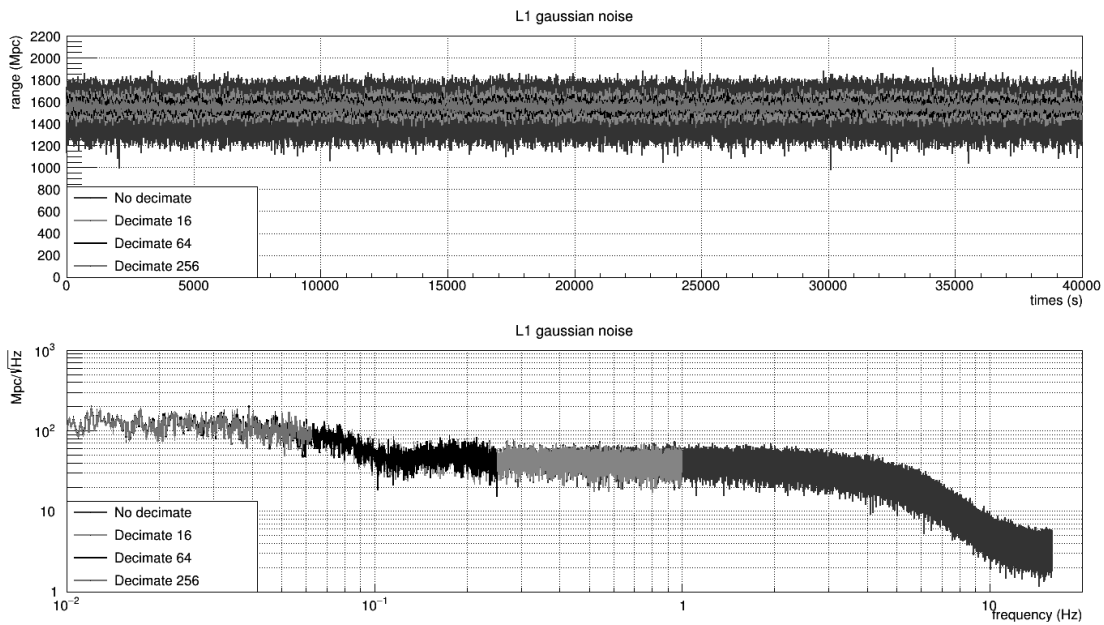 L1 gaussian noise
range (Mpc)
2200
2000
1800
1600
1400
1200
1000
800
600
400
200
0
No decimate
Decimate 16
Decimate 64
Decimate 256
0 5000 10000 15000 20000 25000 30000 35000 40000
times (s)
L1 gaussian noise
Mpc/√Hz
10³
10²
10
1
No decimate
Decimate 16
Decimate 64
Decimate 256
10⁻² 10⁻¹ 1 10
frequency (Hz)